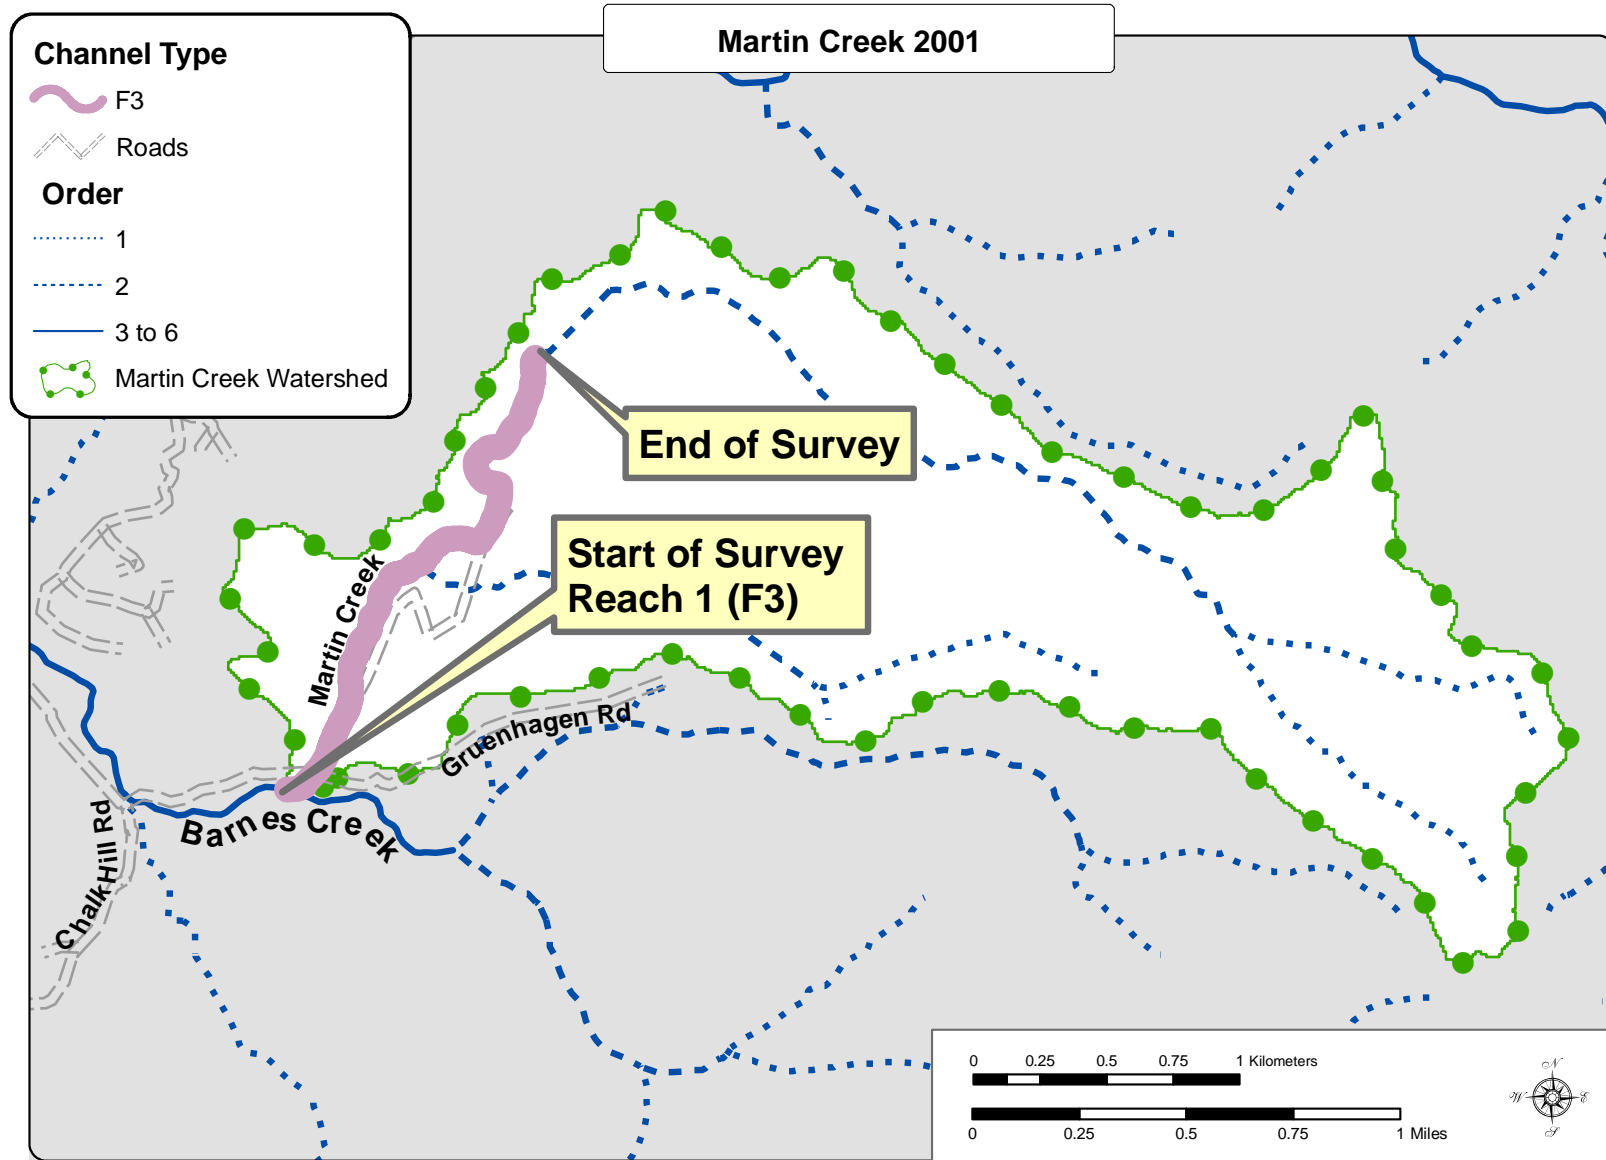 Martin Creek 2001
Channel Type
F3
Roads
Order
1
2
3 to 6
Martin Creek Watershed
End of Survey
Start of Survey
Reach 1 (F3)
Martin Creek
Gruenhagen Rd
Barnes Creek
ChalkHill Rd
0 0.25 0.5 0.75 1 Kilometers
0 0.25 0.5 0.75 1 Miles
N
W E
S